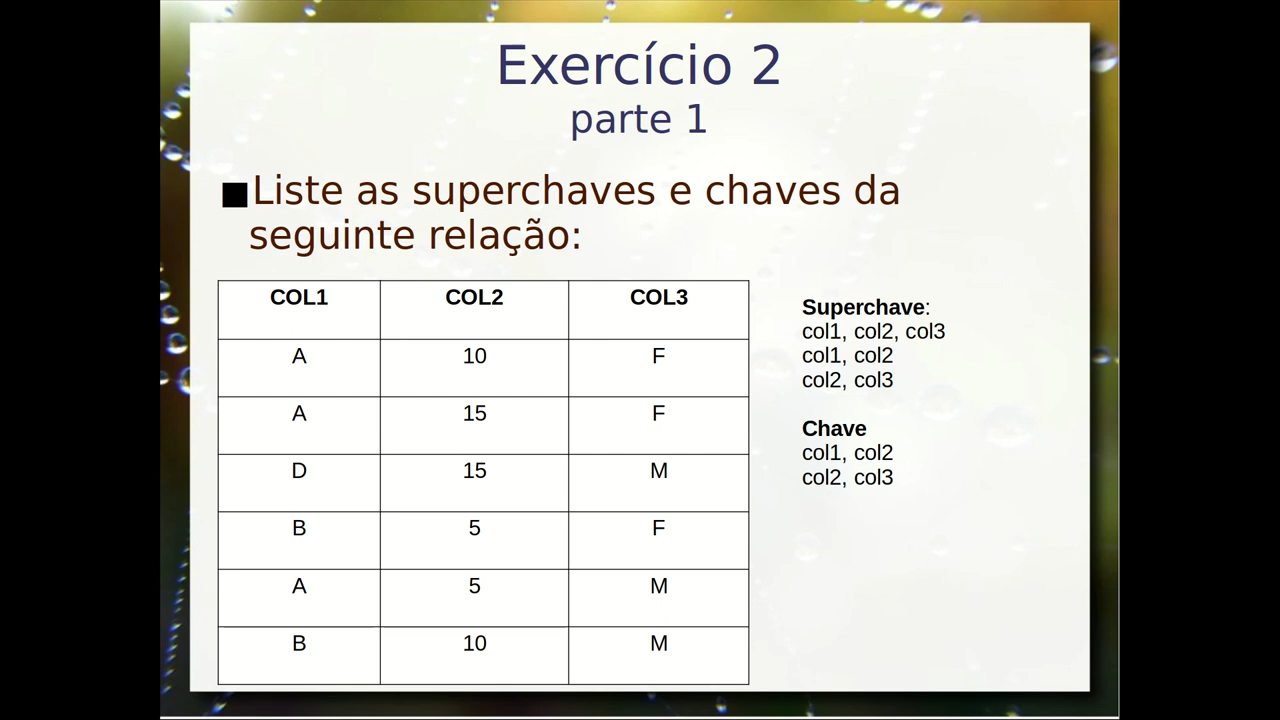 Exercício 2
parte 1
Liste as superchaves e chaves da
seguinte relação:
COL1 COL2 COL3
A 10 F
A 15 F
D 15 M
B 5 F
A 5 M
B 10 M
Superchave:
col1, col2, col3
col1, col2
col2, col3
Chave
col1, col2
col2, col3